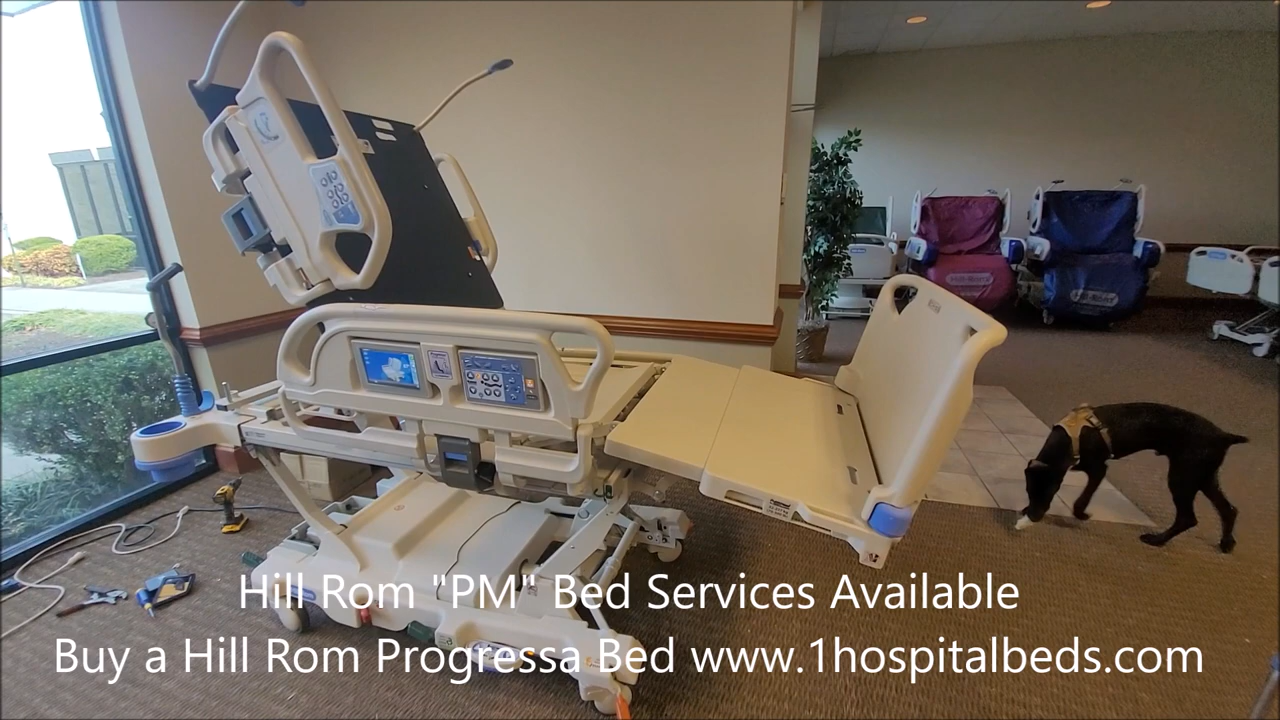 Hill Rom "PM" Bed Services Available
Buy a Hill Rom Progressa Bed www.1hospitalbeds.com